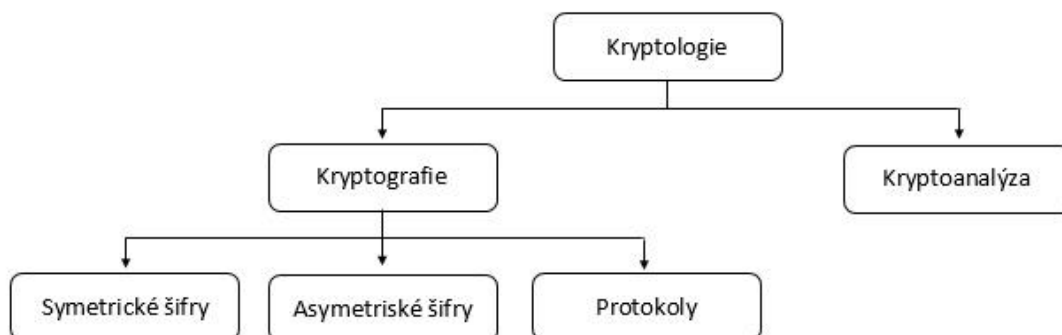 Kryptologie
Kryptografie
Kryptoanalýza
Symetrické šifry
Asymetriské šifry
Protokoly